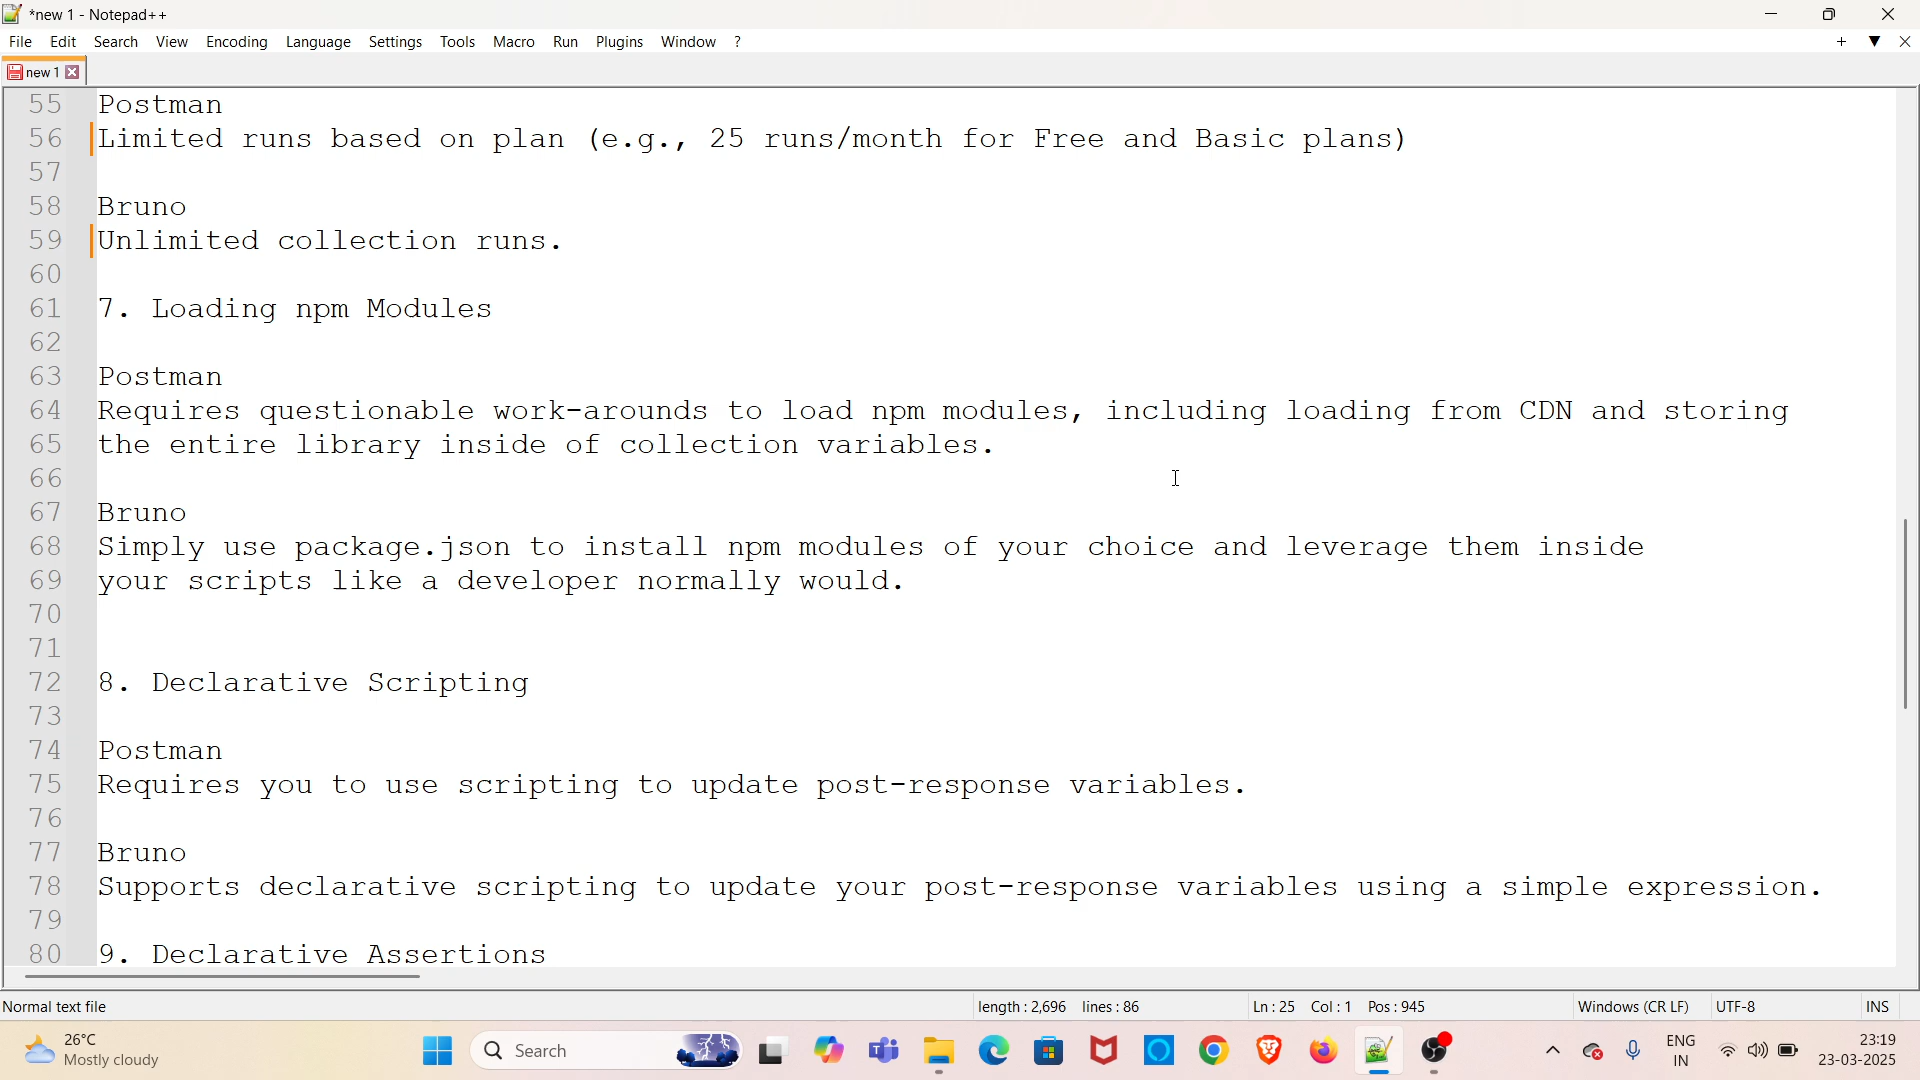 *new 1 - Notepad++
File Edit Search View Encoding Language Settings Tools Macro Run Plugins Window ?
new 1
55 Postman
56 Limited runs based on plan (e.g., 25 runs/month for Free and Basic plans)
57
58 Bruno
59 Unlimited collection runs.
60
61 7. Loading npm Modules
62
63 Postman
64 Requires questionable work-arounds to load npm modules, including loading from CDN and storing
65 the entire library inside of collection variables.
66
67 Bruno
68 Simply use package.json to install npm modules of your choice and leverage them inside
69 your scripts like a developer normally would.
70
71
72 8. Declarative Scripting
73
74 Postman
75 Requires you to use scripting to update post-response variables.
76
77 Bruno
78 Supports declarative scripting to update your post-response variables using a simple expression.
79
80 9. Declarative Assertions
Normal text file length : 2,696 lines : 86 Ln : 25 Col : 1 Pos : 945 Windows (CR LF) UTF-8 INS
26°C
Mostly cloudy
Search
ENG
IN
23:19
23-03-2025